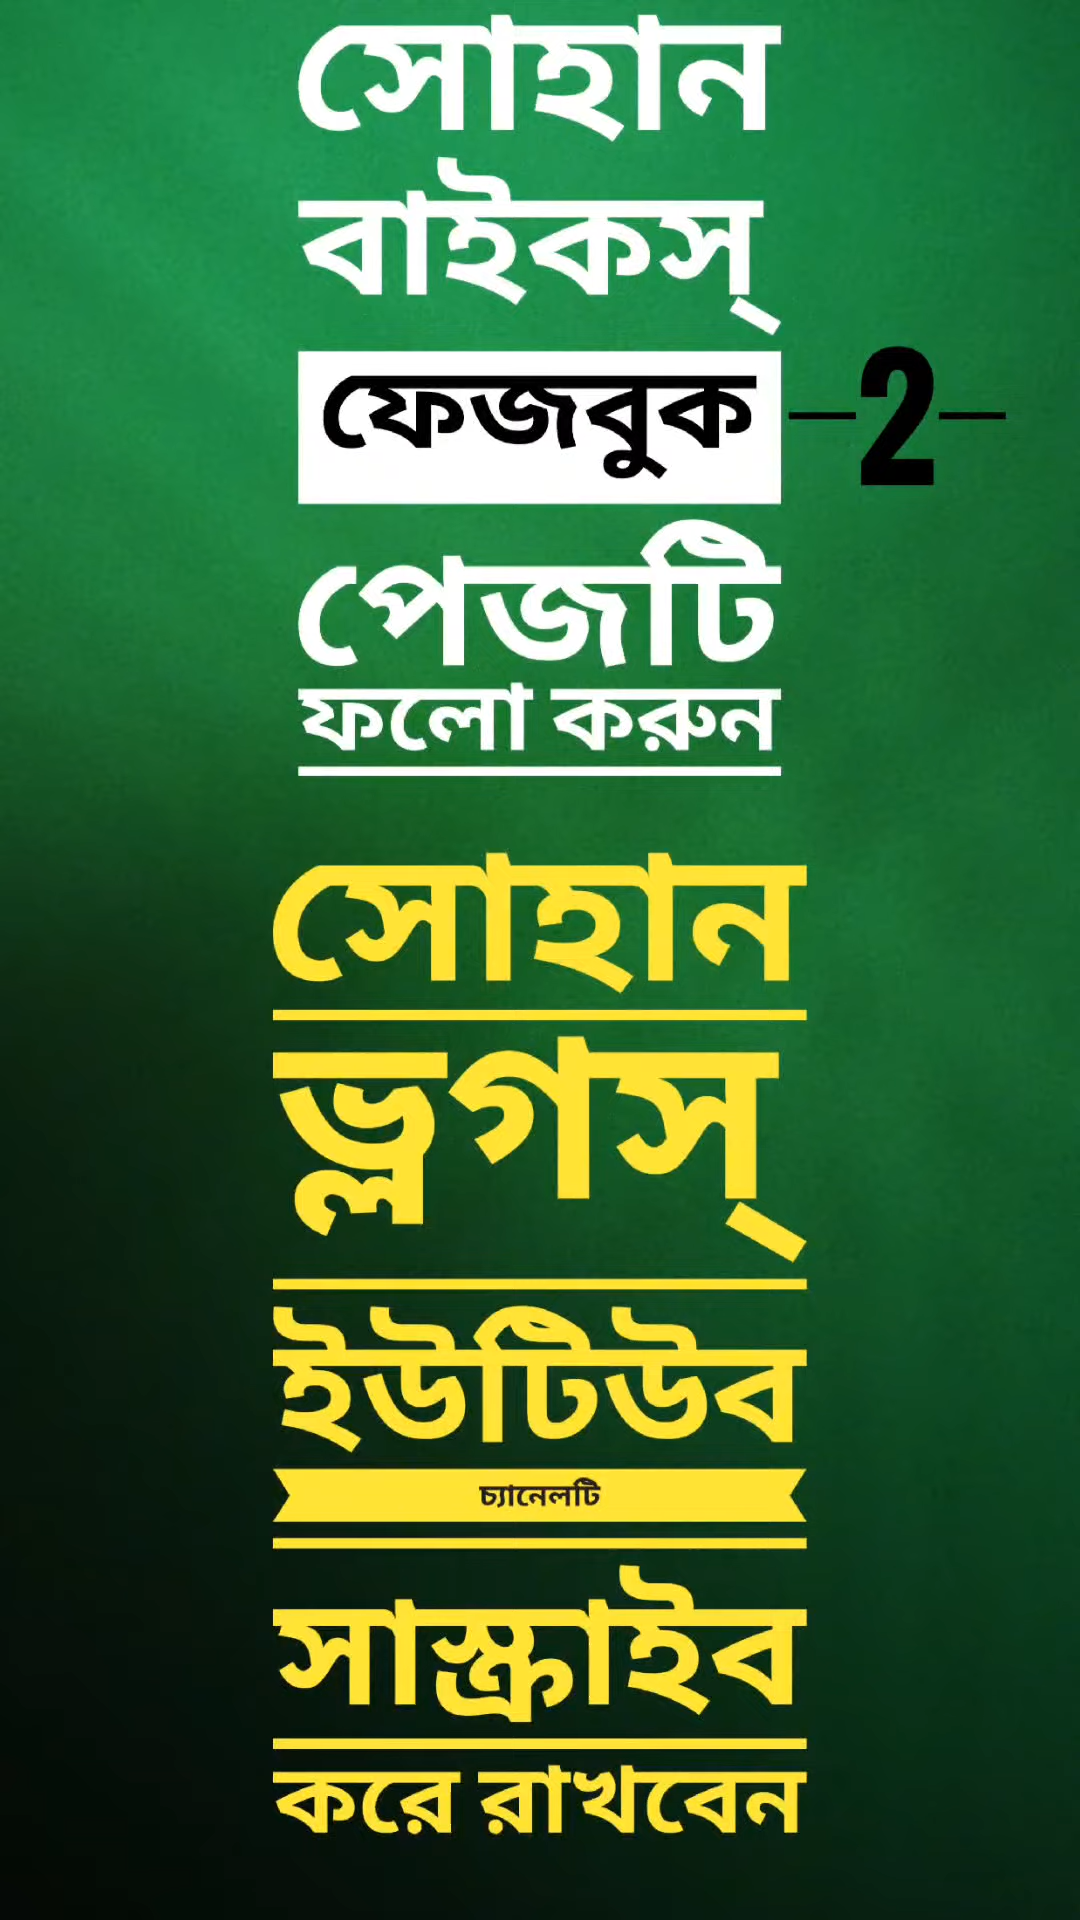 সোহান
বাইকস্
ফেজবুক
2
পেজটি
ফলো করুন
সোহান
ভ্লগস্
ইউটিউব
চ্যানেলটি
সাস্ক্রাইব
করে রাখবেন